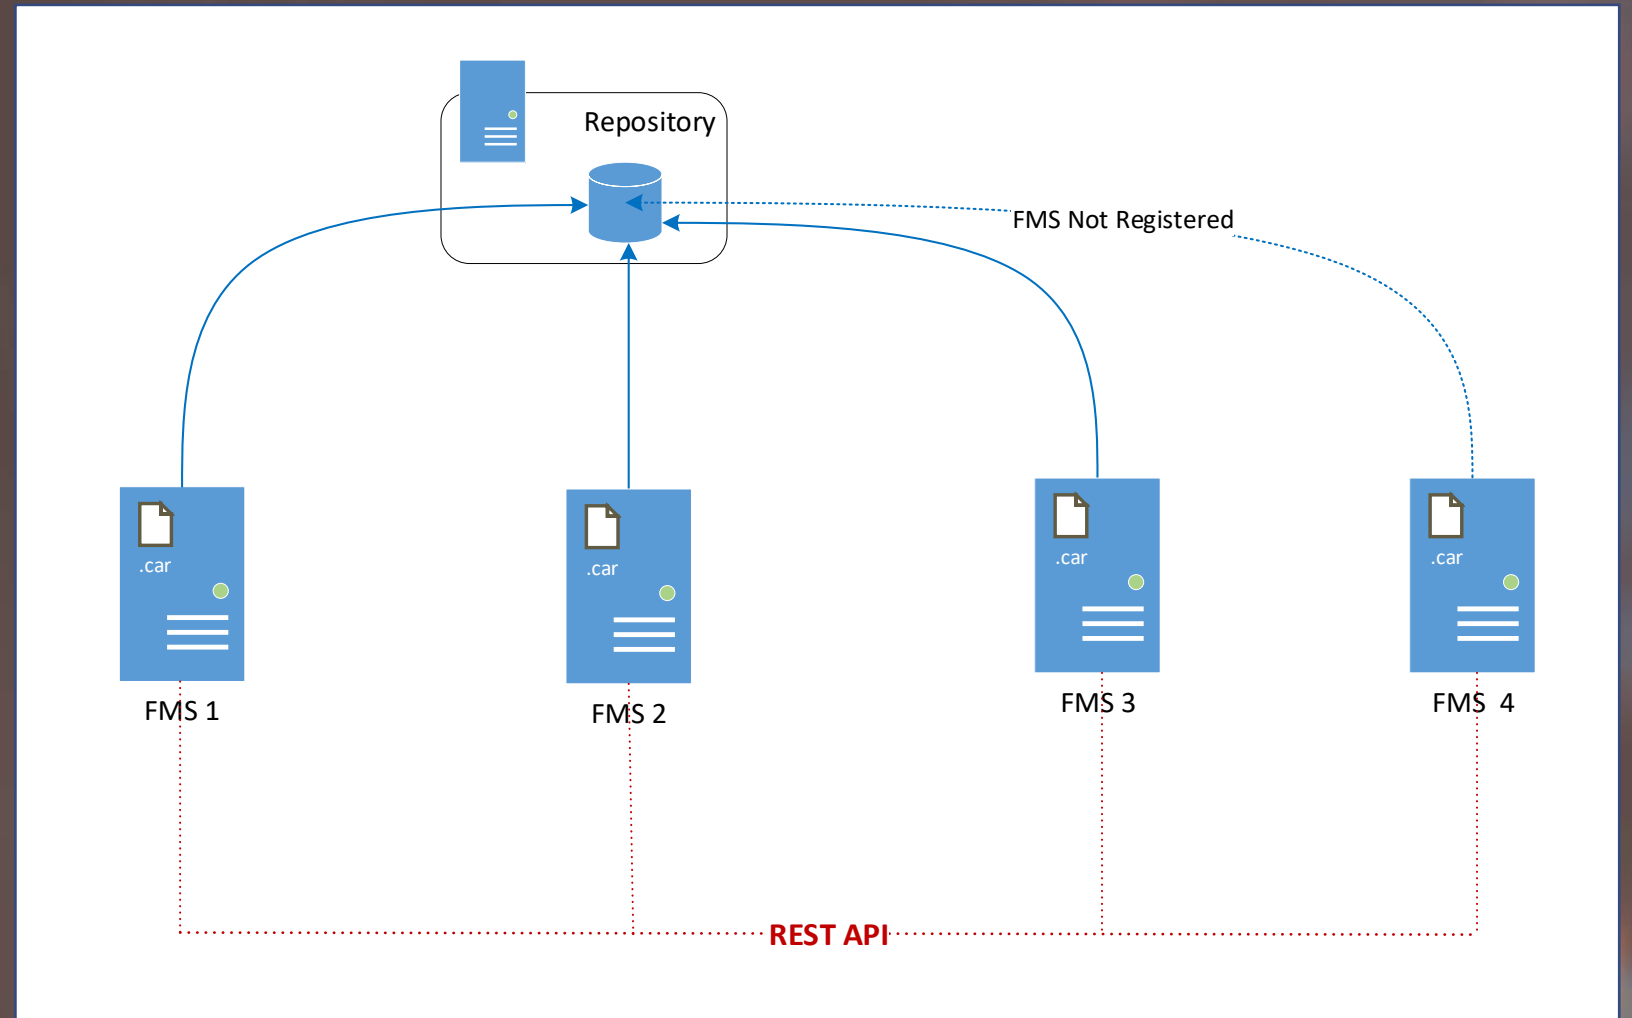 Repository
FMS Not Registered
.car
.car
.car
.car
FMS 1
FMS 2
FMS 3
FMS  4
REST API